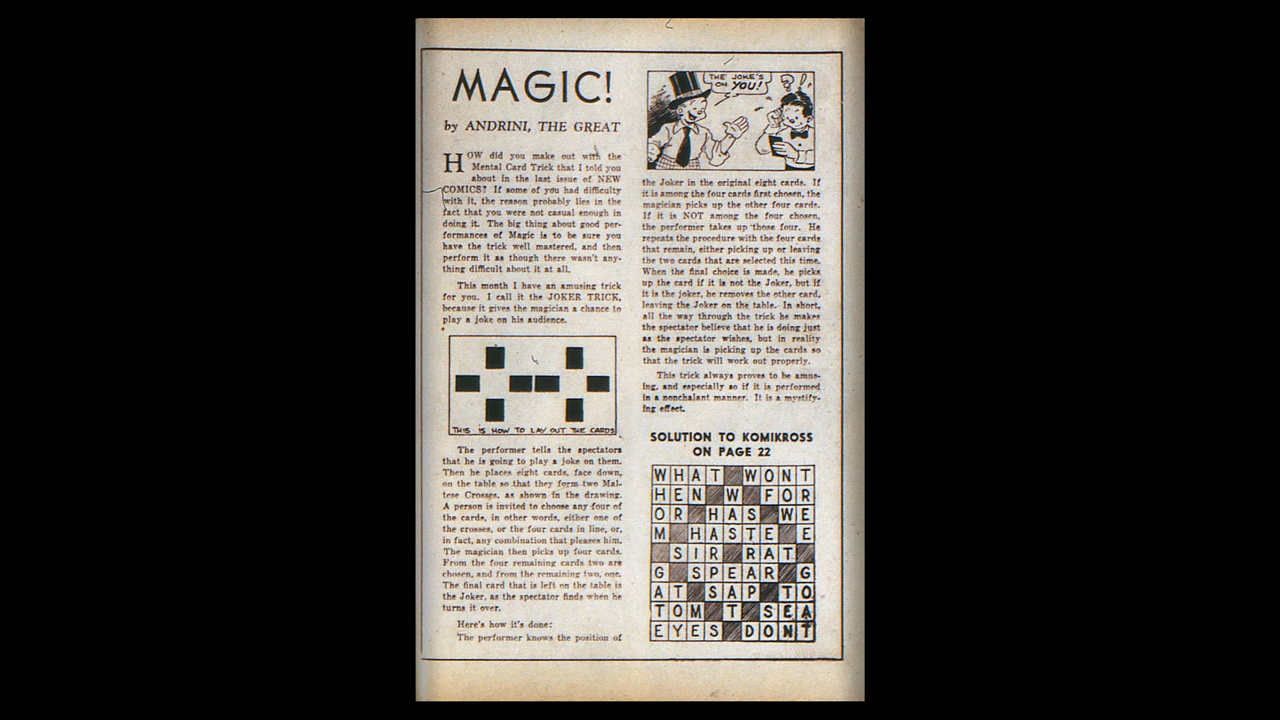 MAGIC!
by ANDRINI, THE GREAT
HOW did you make out with the
Mental Card Trick that I told you
about in the last issue of NEW
COMICS? If some of you had difficulty
with it, the reason probably lies in the
fact that you were not casual enough in
doing it. The big thing about good per-
formances of Magic is to be sure you
have the trick well mastered, and then
perform it as though there wasn't any-
thing difficult about it at all.
This month I have an amusing trick
for you. I call it the JOKER TRICK,
because it gives the magician a chance to
play a joke on his audience.
THIS IS HOW TO LAY OUT THE CARDS
The performer tells the spectators
that he is going to play a joke on them.
Then he places eight cards, face down,
on the table so that they form two Mal-
tese Crosses, as shown in the drawing.
A person is invited to choose any four of
the cards, in other words, either one of
the crosses, or the four cards in line, or,
in fact, any combination that pleases him.
The magician then picks up four cards.
From the four remaining cards two are
chosen, and from the remaining two, one.
The final card that is left on the table is
the Joker, as the spectator finds when he
turns it over.
Here's how it's done:
The performer knows the position of
THE JOKE'S
ON YOU!
? !!
the Joker in the original eight cards. If
it is among the four cards first chosen, the
magician picks up the other four cards.
If it is NOT among the four chosen,
the performer takes up those four. He
repeats the procedure with the four cards
that remain, either picking up or leaving
the two cards that are selected this time.
When the final choice is made, he picks
up the card if it is not the Joker, but if
it is the joker, he removes the other card,
leaving the Joker on the table. In short,
all the way through the trick he makes
the spectator believe that he is doing just
as the spectator wishes, but in reality
the magician is picking up the cards so
that the trick will work out properly.
This trick always proves to be amus-
ing, and especially so if it is performed
in a nonchalant manner. It is a mystify-
ing effect.
SOLUTION TO KOMIKROSS
ON PAGE 22
WHAT WONT
HEN W FOR
OR HAS WE
M HASTE E
SIR RAT
G SPEAR G
AT SAP TO
TOM T SEA
EYES DONT